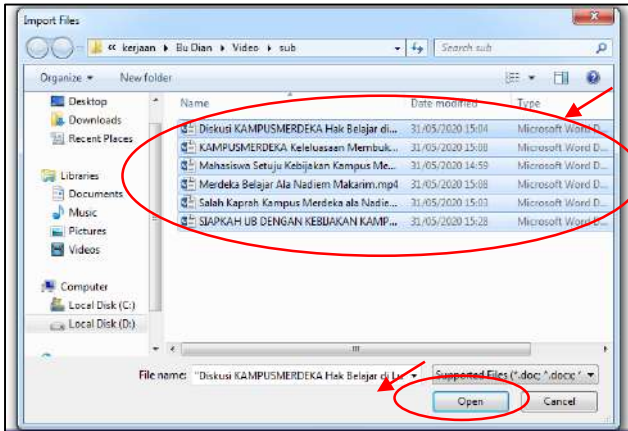 Import Files
« kerjaan ▸ Bu Dian ▸ Video ▸ sub
Search sub
Organize
New folder
Name
Date modified
Type
Desktop
Downloads
Recent Places
Libraries
Documents
Music
Pictures
Videos
Computer
Local Disk (C:)
Local Disk (D:)
Diskusi KAMPUSMERDEKA Hak Belajar di... 31/05/2020 15:04 Microsoft Word D...
KAMPUSMERDEKA Keleluasaan Membuk... 31/05/2020 15:08 Microsoft Word D...
Mahasiswa Setuju Kebijakan Kampus Me... 31/05/2020 14:59 Microsoft Word D...
Merdeka Belajar Ala Nadiem Makarim.mp4 31/05/2020 15:08 Microsoft Word D...
Salah Kaprah Kampus Merdeka ala Nadie... 31/05/2020 15:03 Microsoft Word D...
SIAPKAH UB DENGAN KEBIJAKAN KAMP... 31/05/2020 15:28 Microsoft Word D...
File name: "Diskusi KAMPUSMERDEKA Hak Belajar di Lu
Supported Files (*.doc; *.docx; *
Open
Cancel